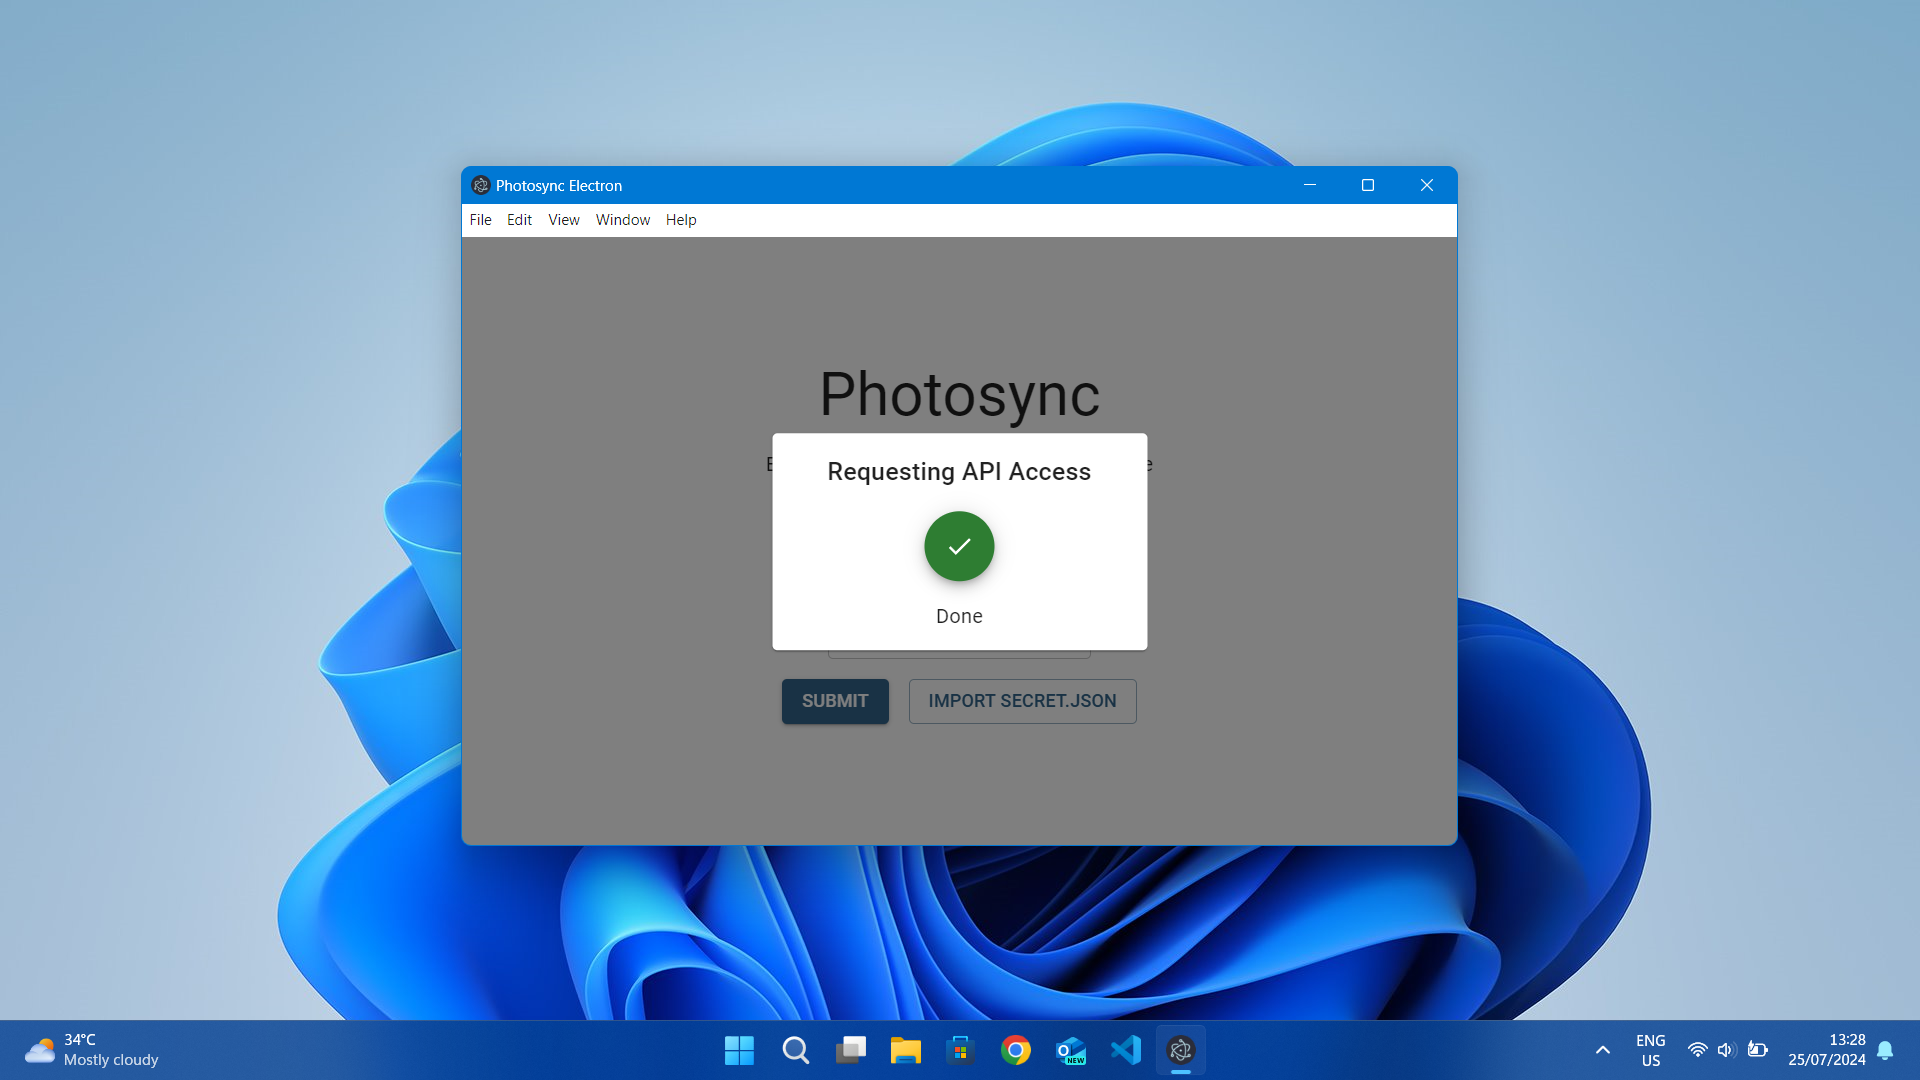 Photosync Electron
File Edit View Window Help
Photosync
Requesting API Access
Done
SUBMIT IMPORT SECRET.JSON
34°C
Mostly cloudy
NEW
ENG
US
13:28
25/07/2024